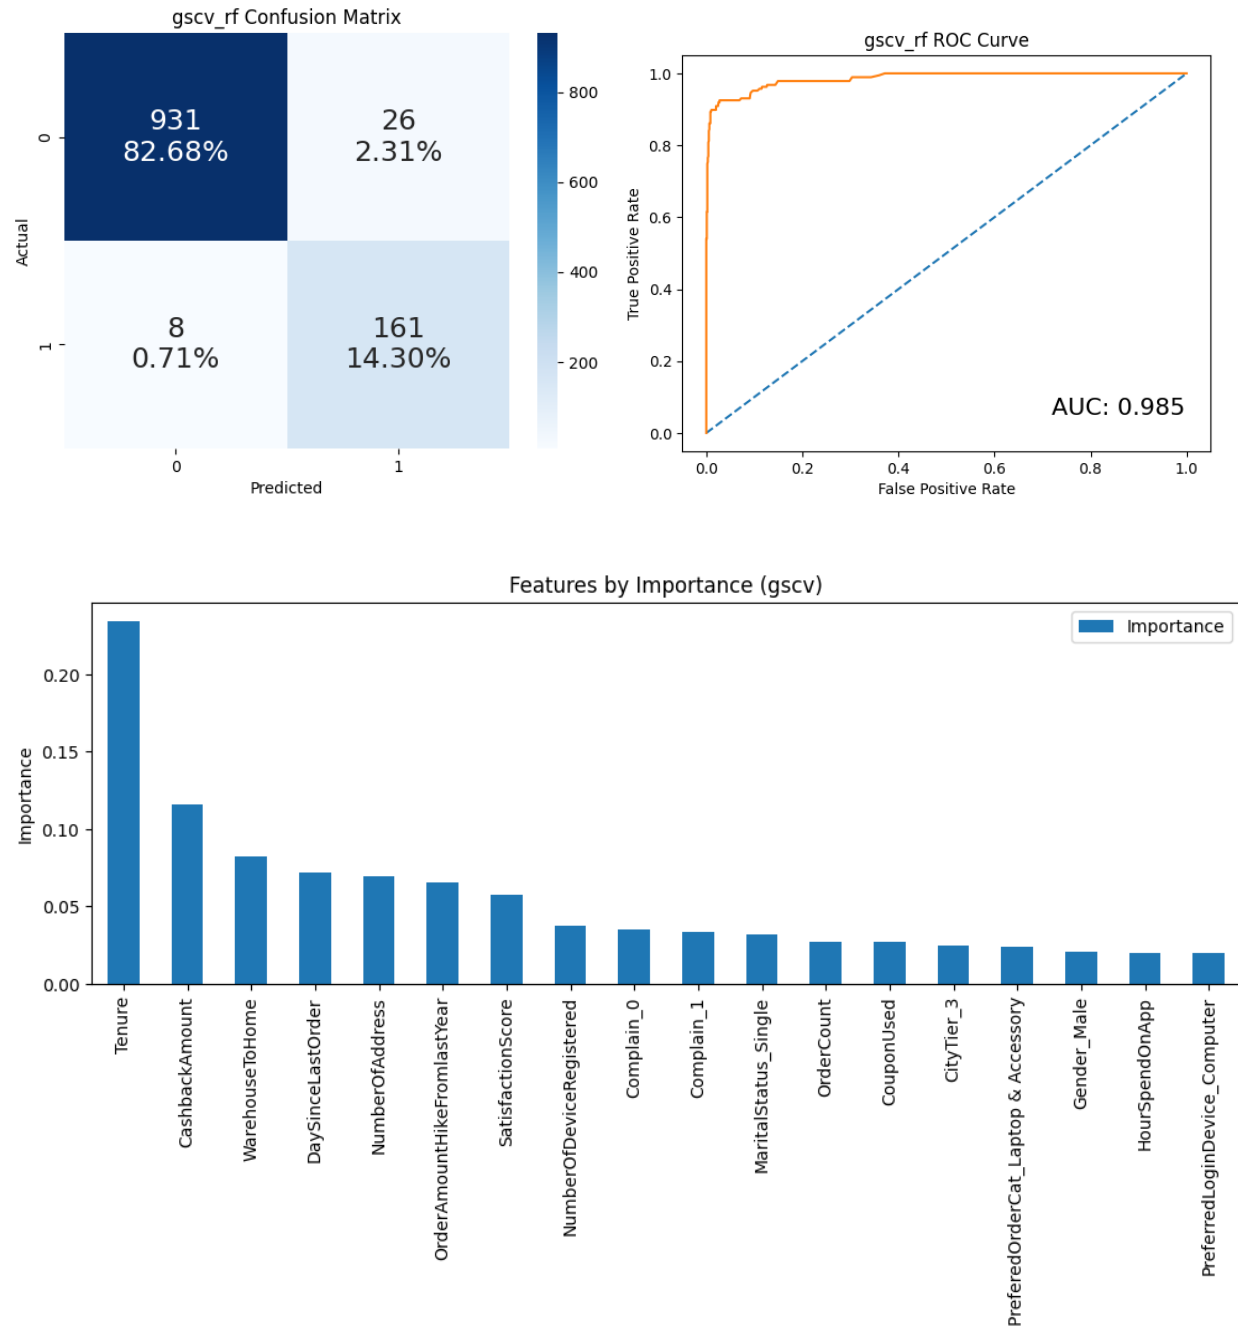 gscv_rf Confusion Matrix
931
82.68%
26
2.31%
8
0.71%
161
14.30%
0
1
Actual
0
1
Predicted
800
600
400
200
gscv_rf ROC Curve
1.0
0.8
0.6
0.4
0.2
0.0
True Positive Rate
AUC: 0.985
0.0
0.2
0.4
0.6
0.8
1.0
False Positive Rate
Features by Importance (gscv)
Importance
0.20
0.15
0.10
0.05
0.00
Importance
Tenure
CashbackAmount
WarehouseToHome
DaySinceLastOrder
NumberOfAddress
OrderAmountHikeFromlastYear
SatisfactionScore
NumberOfDeviceRegistered
Complain_0
Complain_1
MaritalStatus_Single
OrderCount
CouponUsed
CityTier_3
PreferedOrderCat_Laptop & Accessory
Gender_Male
HourSpendOnApp
PreferredLoginDevice_Computer